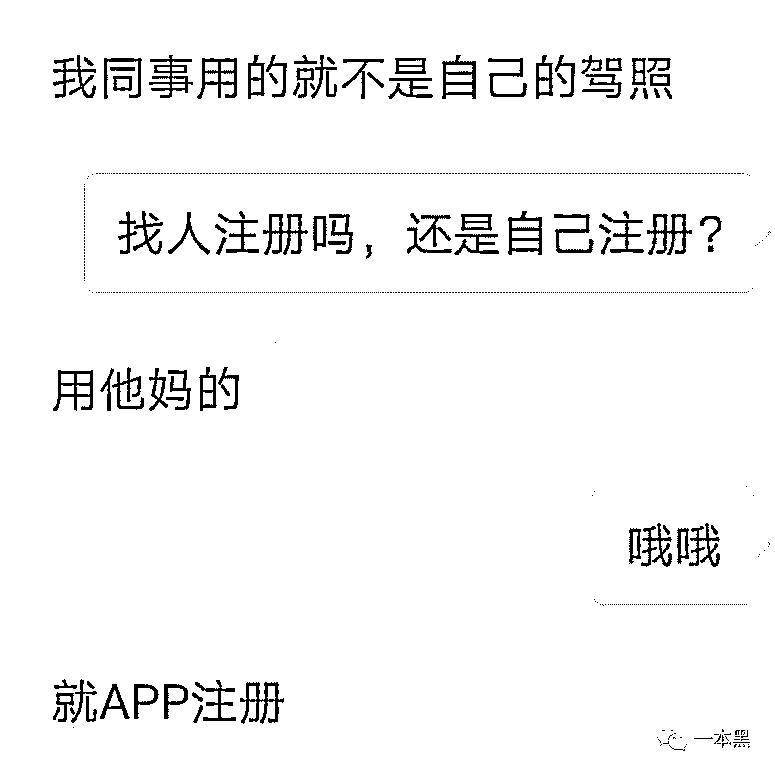 我同事用的就不是自己的驾照
找人注册吗，还是自己注册？
用他妈的
哦哦
就APP注册
一本黑